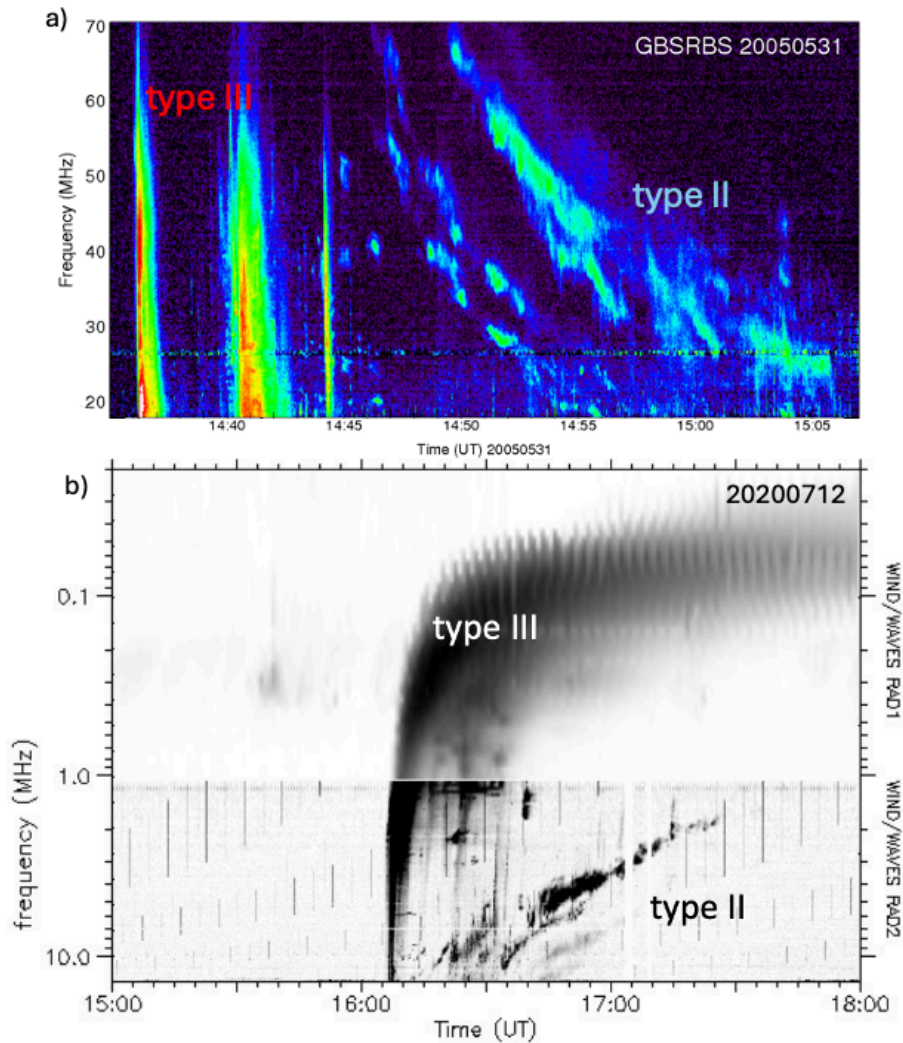 a)
70
60
50
40
30
20
Frequency (MHz)
GBSRBS 20050531
type III
type II
14:40
14:45
14:50
14:55
15:00
15:05
Time (UT) 20050531
b)
20200712
0.1
1.0
10.0
frequency (MHz)
type III
type II
WIND/WAVES RAD1
WIND/WAVES RAD2
15:00
16:00
17:00
18:00
Time (UT)